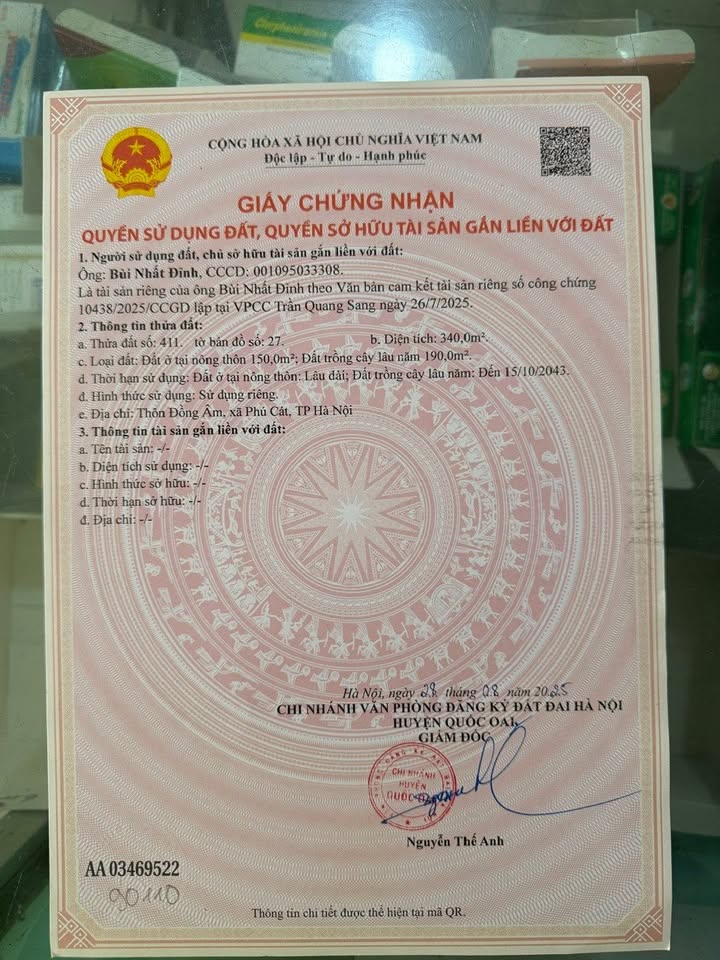 Chlorpheniramin
CỘNG HÒA XÃ HỘI CHỦ NGHĨA VIỆT NAM
Độc lập - Tự do - Hạnh phúc
GIẤY CHỨNG NHẬN
QUYỀN SỬ DỤNG ĐẤT, QUYỀN SỞ HỮU TÀI SẢN GẮN LIỀN VỚI ĐẤT
1. Người sử dụng đất, chủ sở hữu tài sản gắn liền với đất:
Ông: Bùi Nhất Đình, CCCD: 001095033308.
Là tài sản riêng của ông Bùi Nhất Đình theo Văn bản cam kết tài sản riêng số công chứng
10438/2025/CCGD lập tại VPCC Trần Quang Sang ngày 26/7/2025.
2. Thông tin thửa đất:
a. Thửa đất số: 411. tờ bản đồ số: 27. b. Diện tích: 340,0m².
c. Loại đất: Đất ở tại nông thôn 150,0m²; Đất trồng cây lâu năm 190,0m².
d. Thời hạn sử dụng: Đất ở tại nông thôn: Lâu dài; Đất trồng cây lâu năm: Đến 15/10/2043.
đ. Hình thức sử dụng: Sử dụng riêng.
e. Địa chỉ: Thôn Đồng Âm, xã Phú Cát, TP Hà Nội
3. Thông tin tài sản gắn liền với đất:
a. Tên tài sản: -/-
b. Diện tích sử dụng: -/-
c. Hình thức sở hữu: -/-
d. Thời hạn sở hữu: -/-
đ. Địa chỉ: -/-
Hà Nội, ngày 28 tháng 08 năm 2025
CHI NHÁNH VĂN PHÒNG ĐĂNG KÝ ĐẤT ĐAI HÀ NỘI
HUYỆN QUỐC OAI
GIÁM ĐỐC
CHI NHÁNH
HUYỆN
QUỐC
Nguyễn Thế Anh
AA 03469522
90110
Thông tin chi tiết được thể hiện tại mã QR.